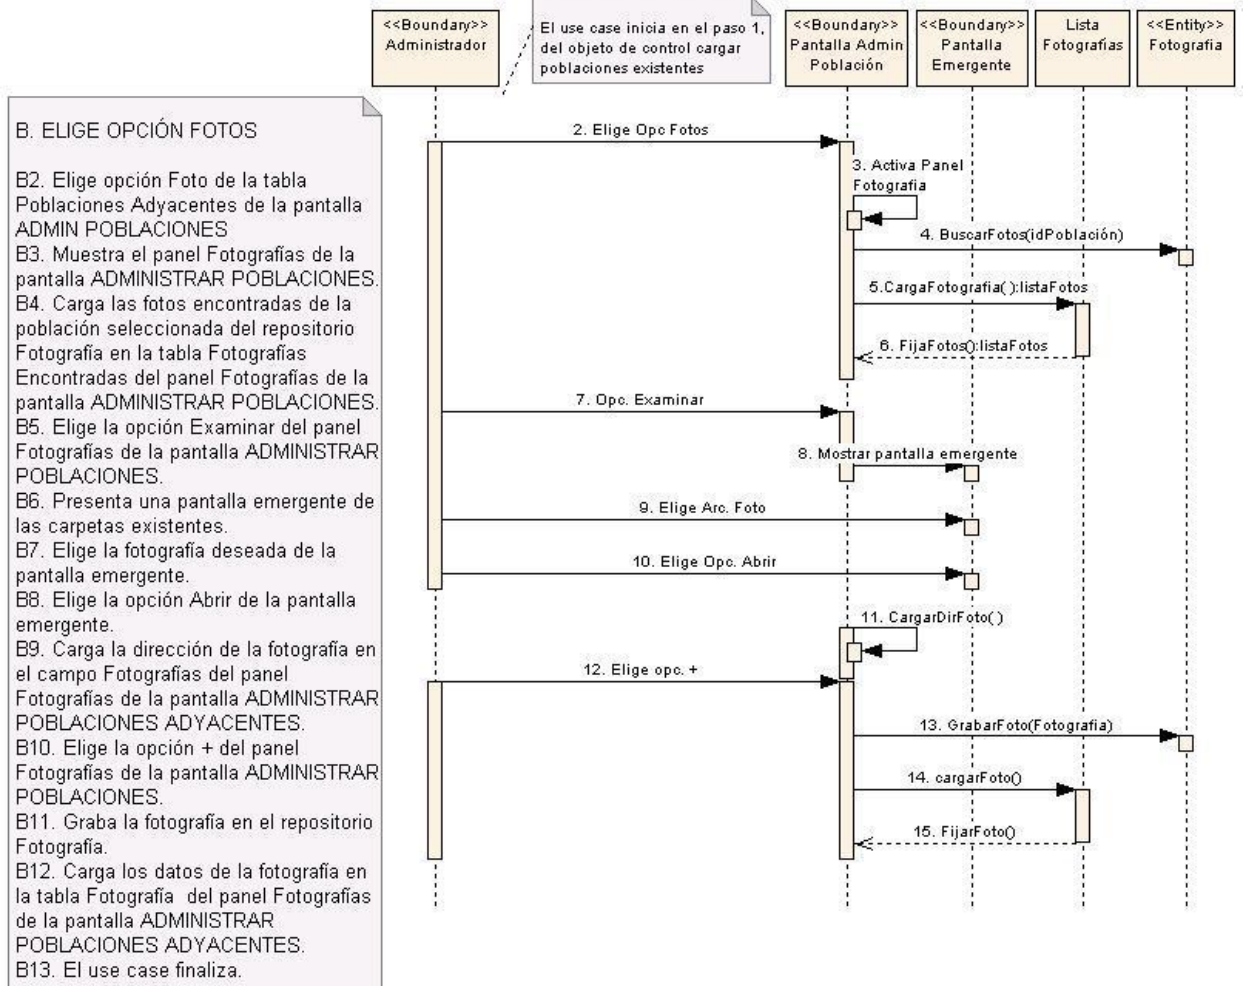 <<Boundary>>
Administrador
El use case inicia en el paso 1,
del objeto de control cargar
poblaciones existentes
<<Boundary>>
Pantalla Admin
Población
<<Boundary>>
Pantalla
Emergente
Lista
Fotografías
<<Entity>>
Fotografia
B. ELIGE OPCIÓN FOTOS
B2. Elige opción Foto de la tabla
Poblaciones Adyacentes de la pantalla
ADMIN POBLACIONES
B3. Muestra el panel Fotografías de la
pantalla ADMINISTRAR POBLACIONES.
B4. Carga las fotos encontradas de la
población seleccionada del repositorio
Fotografía en la tabla Fotografías
Encontradas del panel Fotografías de la
pantalla ADMINISTRAR POBLACIONES.
B5. Elige la opción Examinar del panel
Fotografías de la pantalla ADMINISTRAR
POBLACIONES.
B6. Presenta una pantalla emergente de
las carpetas existentes.
B7. Elige la fotografía deseada de la
pantalla emergente.
B8. Elige la opción Abrir de la pantalla
emergente.
B9. Carga la dirección de la fotografía en
el campo Fotografías del panel
Fotografías de la pantalla ADMINISTRAR
POBLACIONES ADYACENTES.
B10. Elige la opción + del panel
Fotografías de la pantalla ADMINISTRAR
POBLACIONES.
B11. Graba la fotografía en el repositorio
Fotografía.
B12. Carga los datos de la fotografía en
la tabla Fotografía  del panel Fotografías
de la pantalla ADMINISTRAR
POBLACIONES ADYACENTES.
B13. El use case finaliza.
2. Elige Opc Fotos
3. Activa Panel
Fotografia
4. BuscarFotos(idPoblación)
5.CargaFotografia( ):listaFotos
6. FijaFotos():listaFotos
7. Opc. Examinar
8. Mostrar pantalla emergente
9. Elige Arc. Foto
10. Elige Opc. Abrir
11. CargarDirFoto( )
12. Elige opc. +
13. GrabarFoto(Fotografia)
14. cargarFoto()
15. FijarFoto()